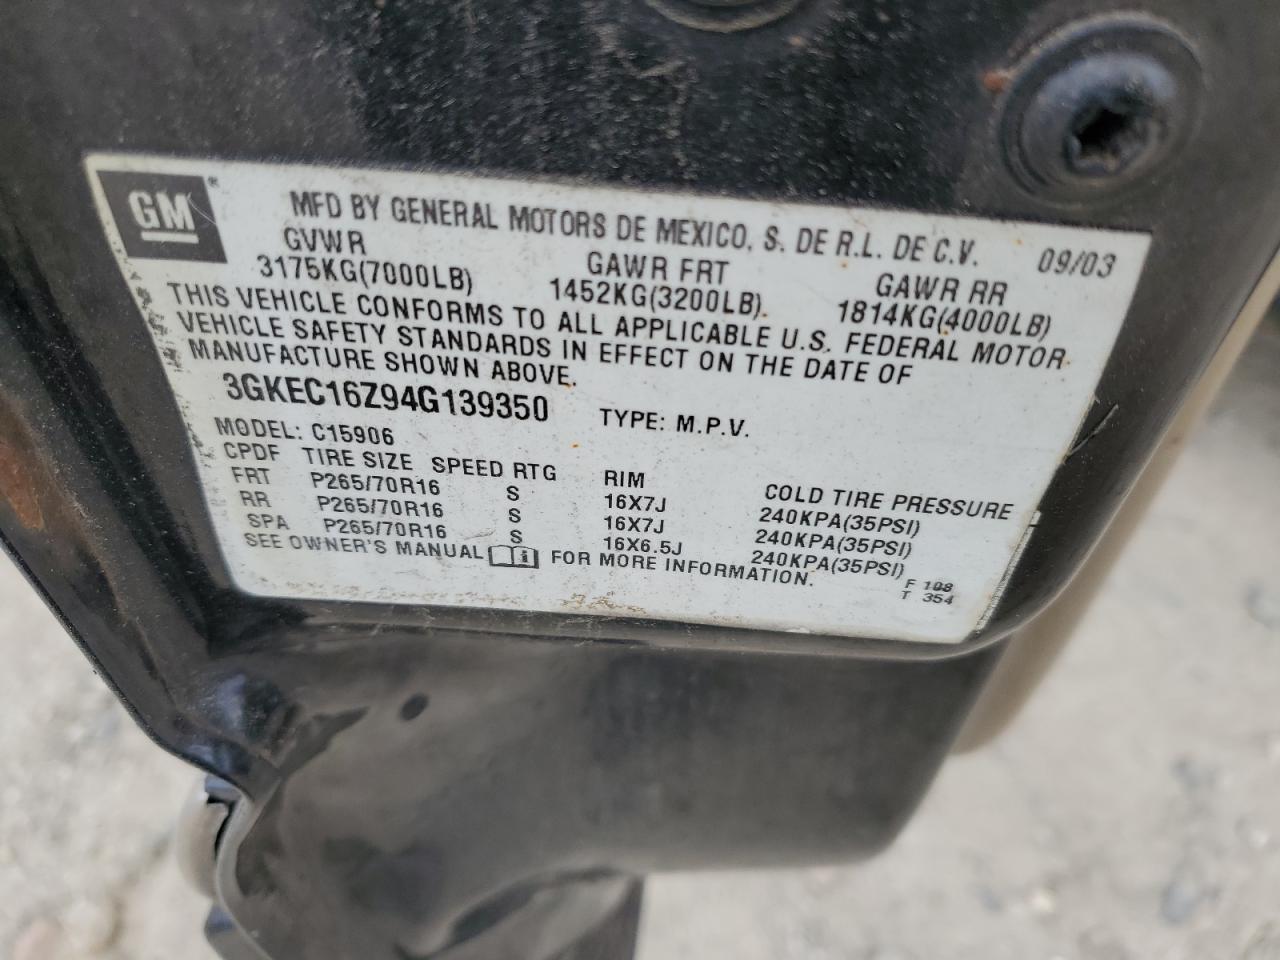 GM®
MFD BY GENERAL MOTORS DE MEXICO, S. DE R.L. DE C.V. 09/03
GVWR GAWR FRT GAWR RR
3175KG(7000LB) 1452KG(3200LB). 1814KG(4000LB)
THIS VEHICLE CONFORMS TO ALL APPLICABLE U.S. FEDERAL MOTOR
VEHICLE SAFETY STANDARDS IN EFFECT ON THE DATE OF
MANUFACTURE SHOWN ABOVE.
3GKEC16Z94G139350 TYPE: M.P.V.
MODEL: C15906
CPDF TIRE SIZE SPEED RTG RIM COLD TIRE PRESSURE
FRT P265/70R16 S 16X7J 240KPA(35PSI)
RR P265/70R16 S 16X7J 240KPA(35PSI)
SPA P265/70R16 S 16X6.5J 240KPA(35PSI)
SEE OWNER'S MANUAL i FOR MORE INFORMATION.
F 108
T 354